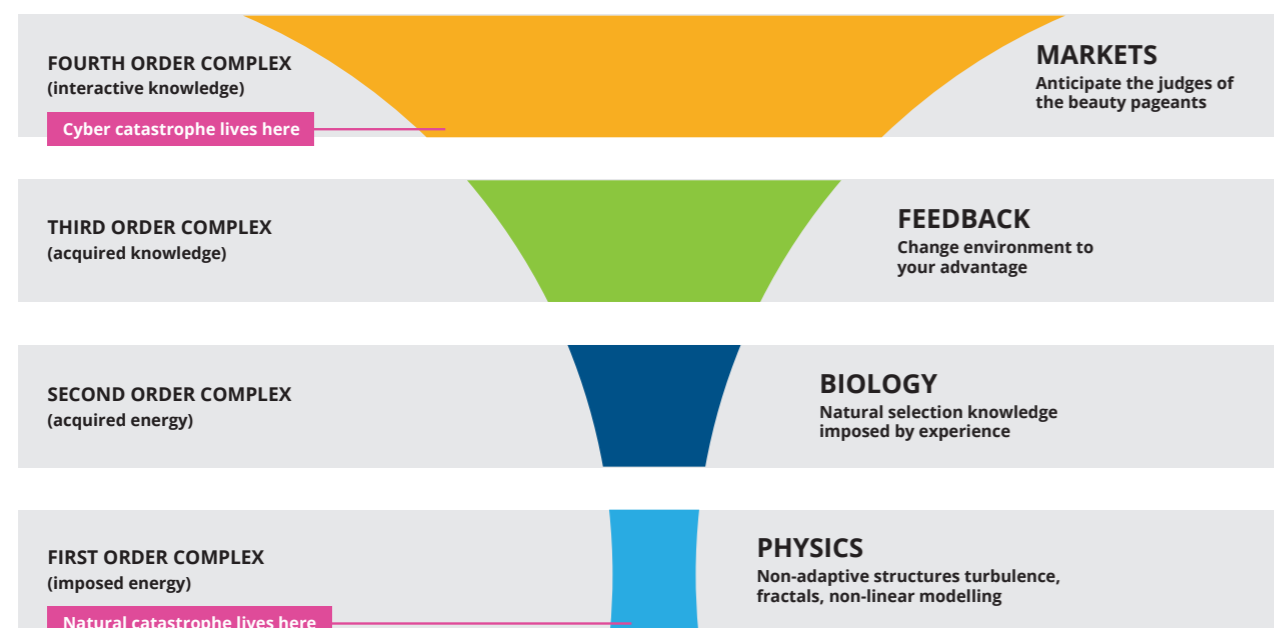 FOURTH ORDER COMPLEX
(interactive knowledge)
Cyber catastrophe lives here
MARKETS
Anticipate the judges of
the beauty pageants
THIRD ORDER COMPLEX
(acquired knowledge)
FEEDBACK
Change environment to
your advantage
SECOND ORDER COMPLEX
(acquired energy)
BIOLOGY
Natural selection knowledge
imposed by experience
FIRST ORDER COMPLEX
(imposed energy)
Natural catastrophe lives here
PHYSICS
Non-adaptive structures turbulence,
fractals, non-linear modelling